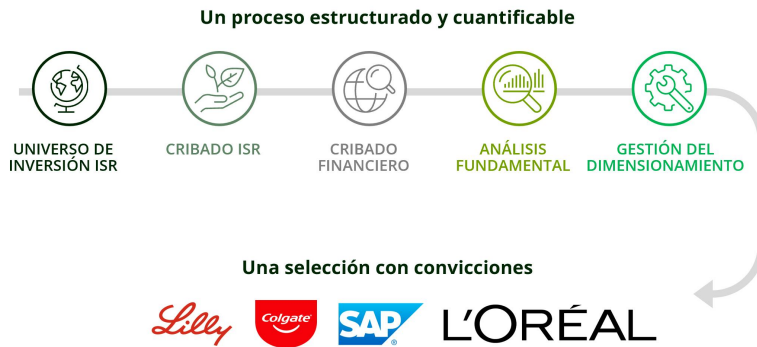 Un proceso estructurado y cuantificable
UNIVERSO DE
INVERSIÓN ISR
CRIBADO ISR
CRIBADO
FINANCIERO
ANÁLISIS
FUNDAMENTAL
GESTIÓN DEL
DIMENSIONAMIENTO
Una selección con convicciones
Lilly
Colgate
SAP
L'ORÉAL